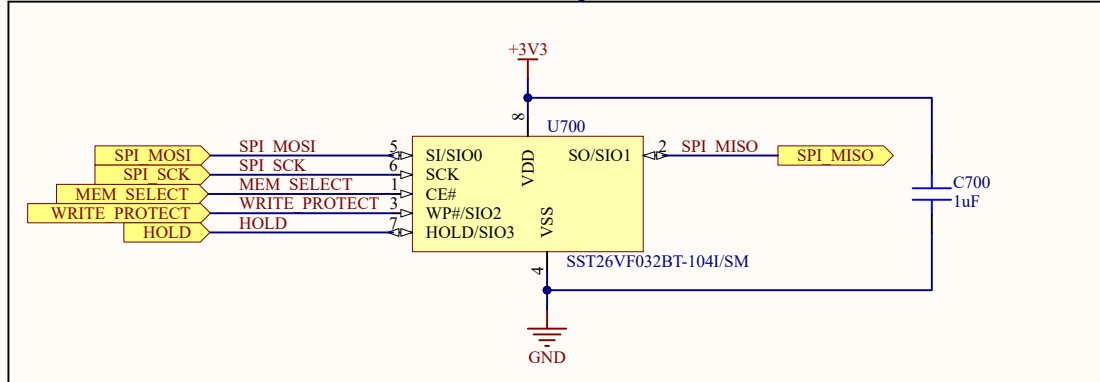 +3V3
8
U700
SPI_MOSI SPI_MOSI 5 SI/SIO0 VDD SO/SIO1 2 SPI_MISO SPI_MISO
SPI_SCK SPI_SCK 6 SCK
MEM_SELECT MEM_SELECT 1 CE#
WRITE_PROTECT WRITE_PROTECT 3 WP#/SIO2
HOLD HOLD 7 HOLD/SIO3 VSS
C700
1uF
4
SST26VF032BT-104I/SM
GND